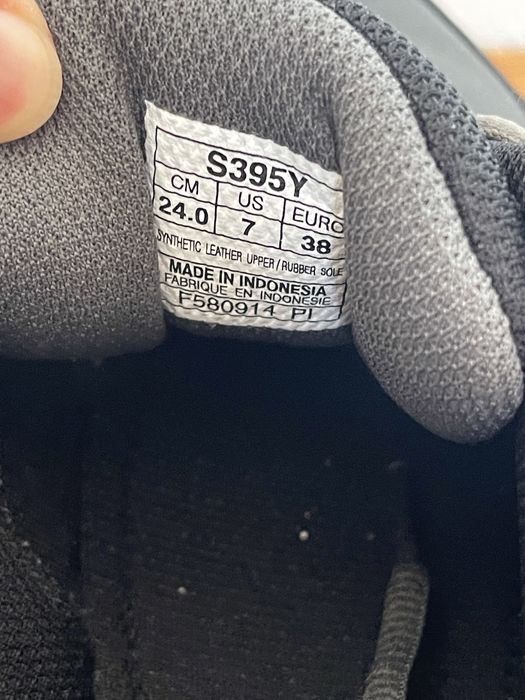 S395Y
CM US EURO
24.0 7 38
SYNTHETIC LEATHER UPPER / RUBBER SOLE
MADE IN INDONESIA
FABRIQUE EN INDONESIE
F580914 PI